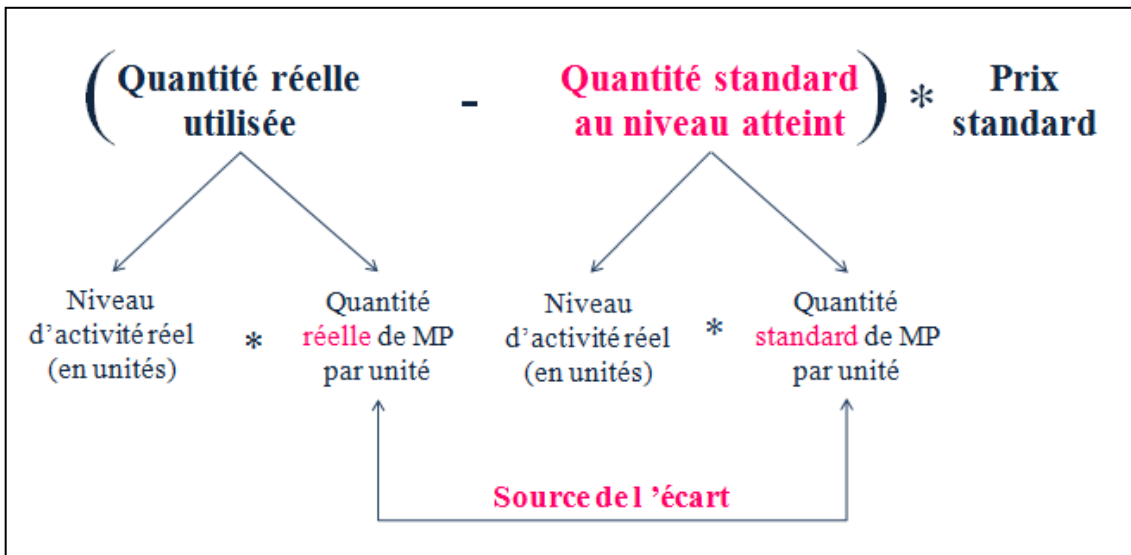 ( Quantité réelle utilisée - Quantité standard au niveau atteint ) * Prix standard
Niveau
d’activité réel
(en unités)
*
Quantité
réelle de MP
par unité
Niveau
d’activité réel
(en unités)
*
Quantité
standard de MP
par unité
Source de l ’écart